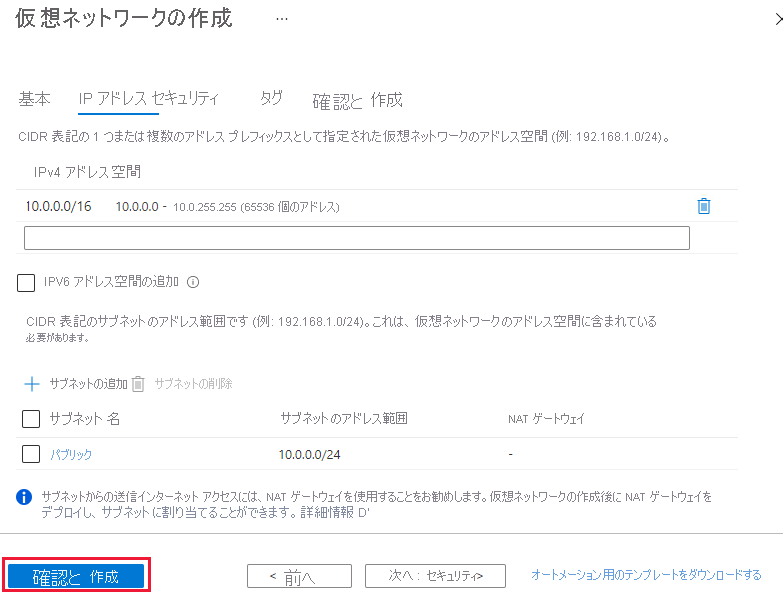 仮想ネットワークの作成 …
基本 IP アドレス セキュリティ タグ 確認と 作成
CIDR 表記の 1 つまたは複数のアドレス プレフィックスとして指定された仮想ネットワークのアドレス空間 (例: 192.168.1.0/24)。
IPv4 アドレス空間
10.0.0.0/16 10.0.0.0 - 10.0.255.255 (65536 個のアドレス)
IPV6 アドレス空間の追加
CIDR 表記のサブネットのアドレス範囲です (例: 192.168.1.0/24)。これは、仮想ネットワークのアドレス空間に含まれている
必要があります。
サブネットの追加 サブネットの削除
サブネット 名 サブネットのアドレス範囲 NAT ゲートウェイ
パブリック 10.0.0.0/24 -
サブネットからの送信インターネット アクセスには、NAT ゲートウェイを使用することをお勧めします。仮想ネットワークの作成後に NAT ゲートウェイを
デプロイし、サブネットに割り当てることができます。詳細情報 D'
確認と 作成 < 前へ 次へ : セキュリティ> オートメーション用のテンプレートをダウンロードする